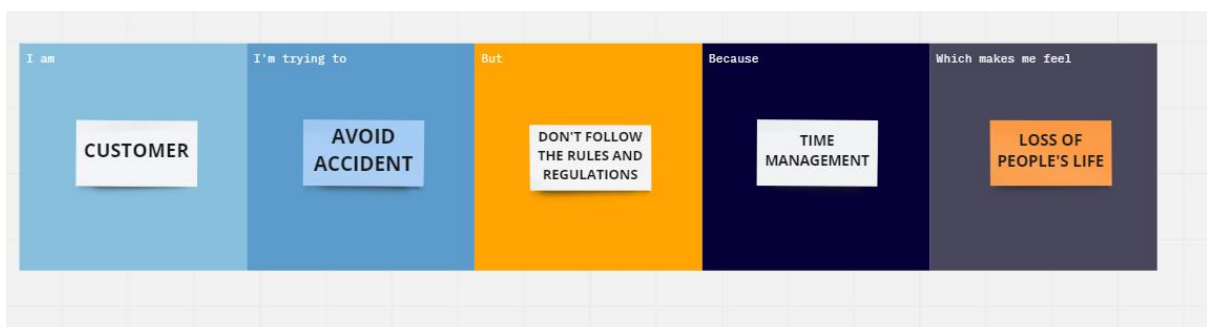 I am
CUSTOMER
I'm trying to
AVOID
ACCIDENT
But
DON'T FOLLOW
THE RULES AND
REGULATIONS
Because
TIME
MANAGEMENT
Which makes me feel
LOSS OF
PEOPLE'S LIFE